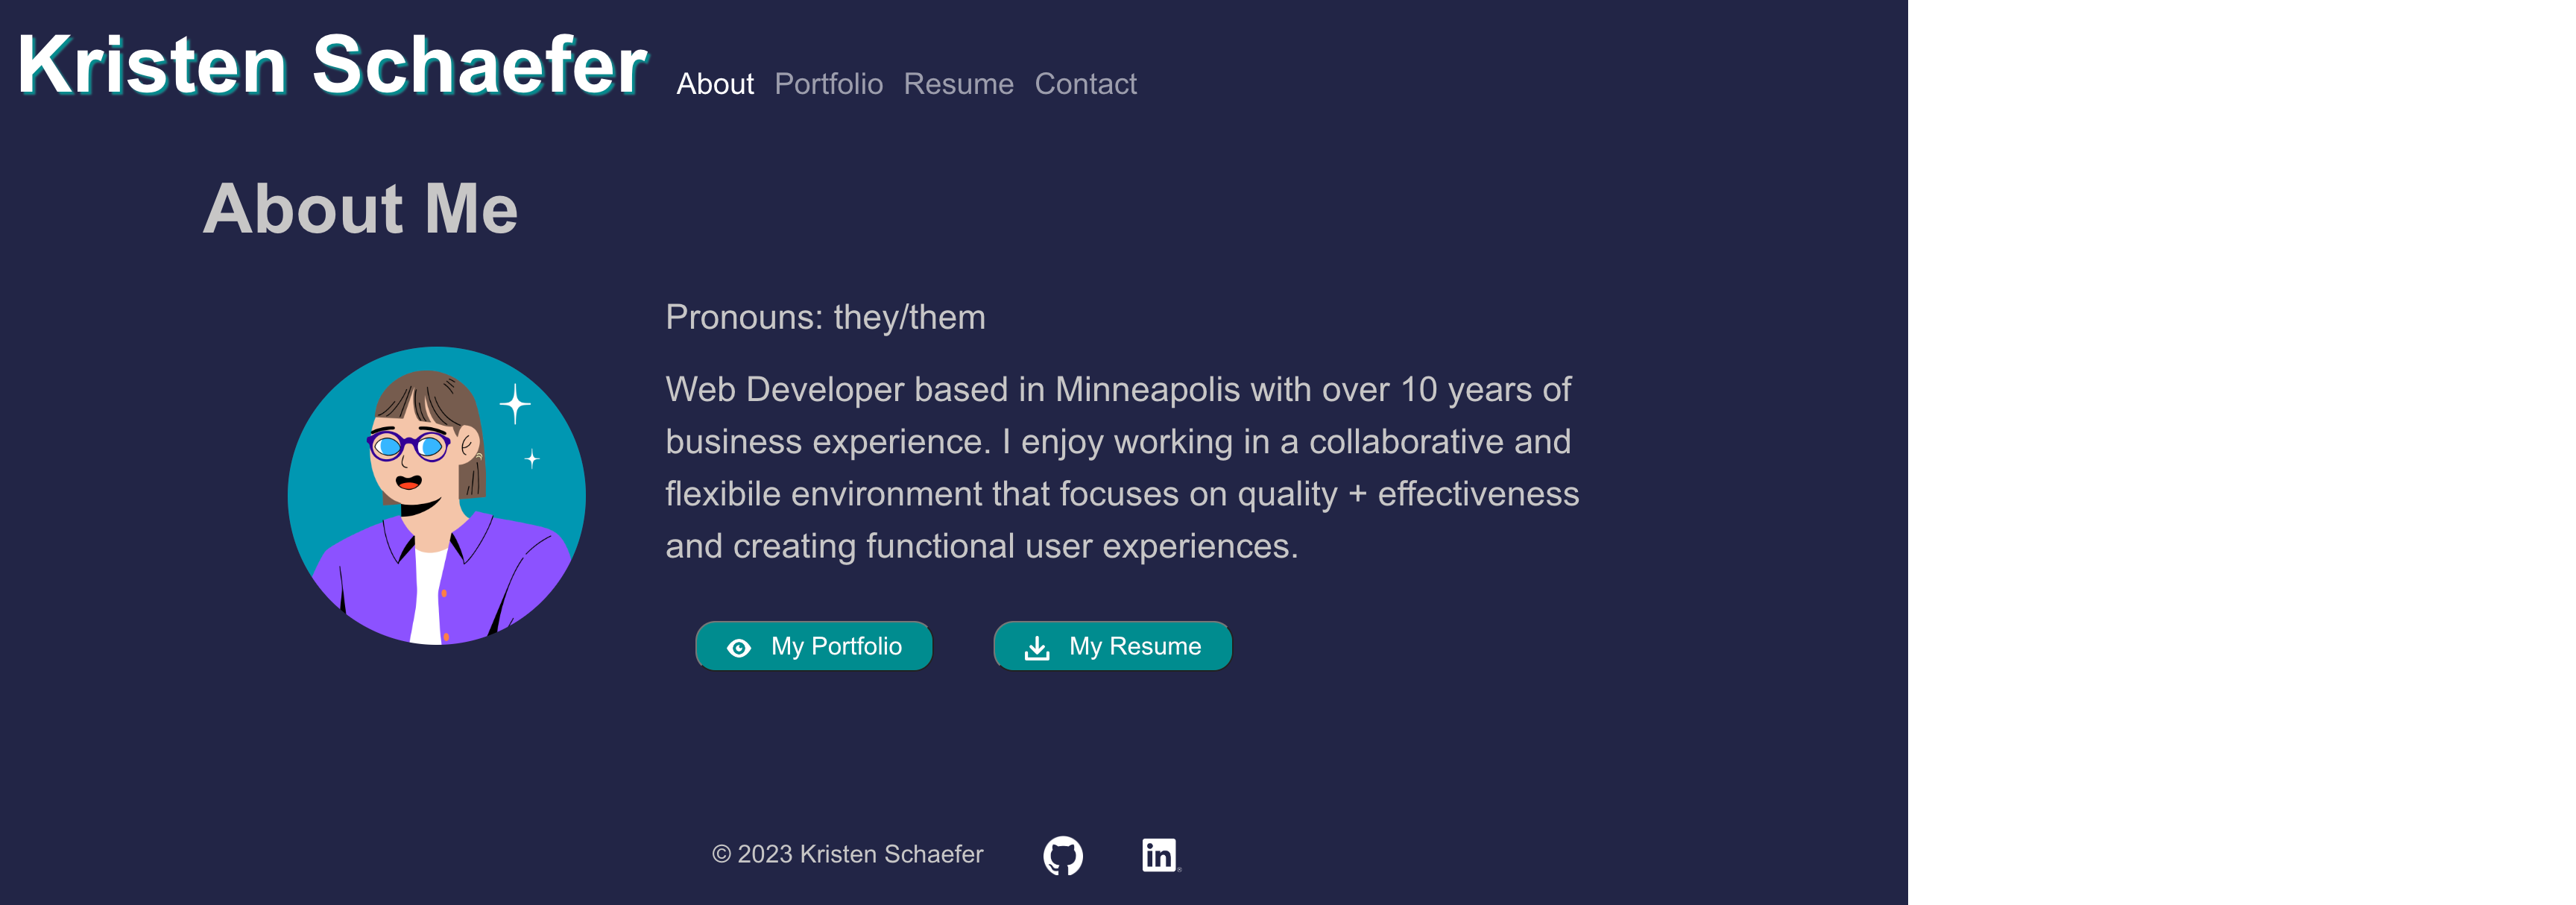 Kristen Schaefer
About Portfolio Resume Contact
About Me
Pronouns: they/them
Web Developer based in Minneapolis with over 10 years of
business experience. I enjoy working in a collaborative and
flexibile environment that focuses on quality + effectiveness
and creating functional user experiences.
My Portfolio
My Resume
© 2023 Kristen Schaefer
in®